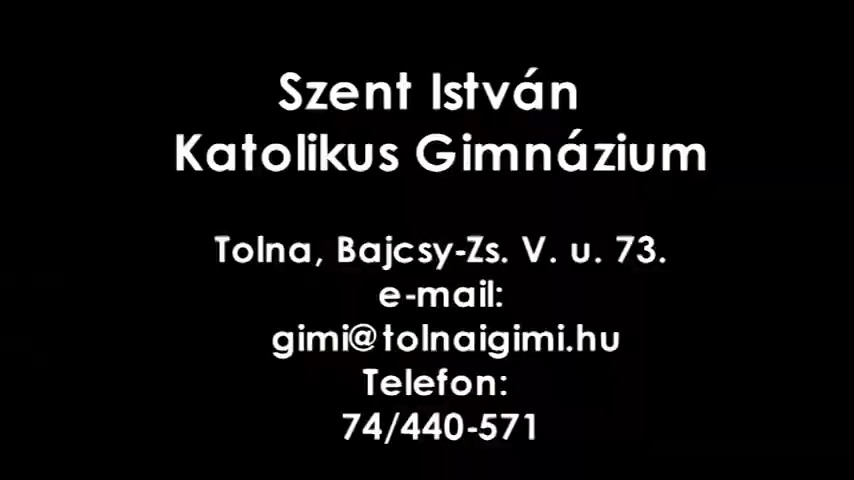 Szent István
Katolikus Gimnázium
Tolna, Bajcsy-Zs. V. u. 73.
e-mail:
gimi@tolnaigimi.hu
Telefon:
74/440-571